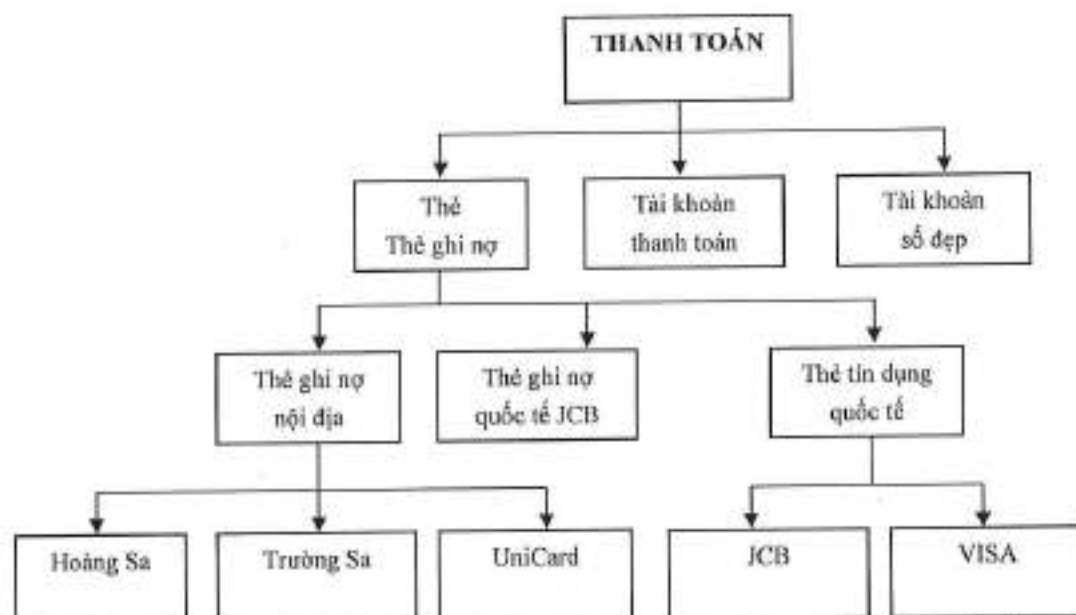 THANH TOÁN
Thẻ
Thẻ ghi nợ
Tài khoản
thanh toán
Tài khoản
số đẹp
Thẻ ghi nợ
nội địa
Thẻ ghi nợ
quốc tế JCB
Thẻ tín dụng
quốc tế
Hoàng Sa
Trường Sa
UniCard
JCB
VISA